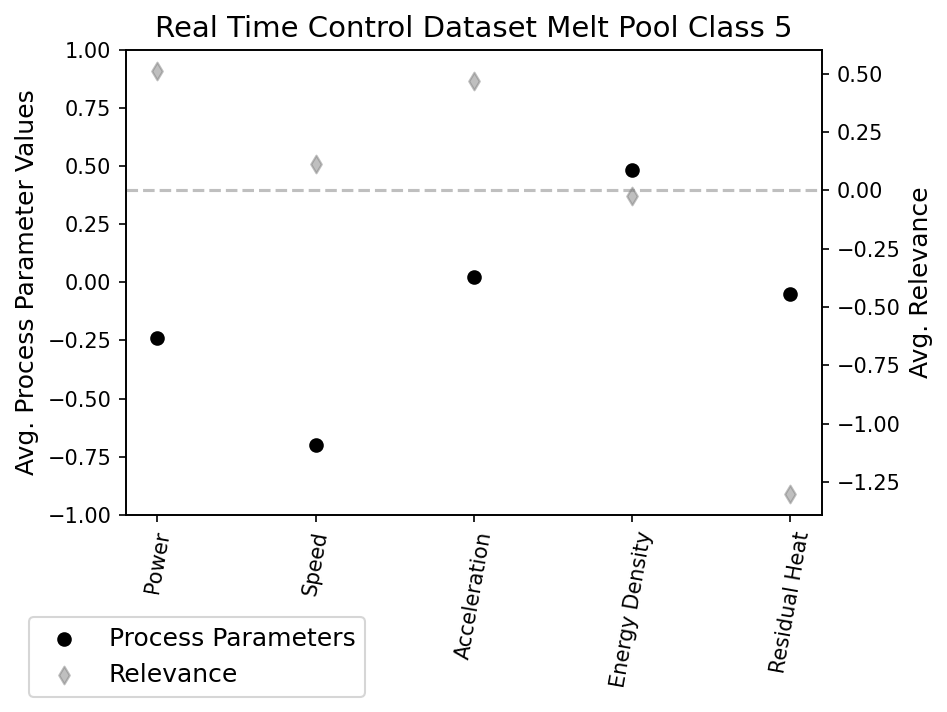 Real Time Control Dataset Melt Pool Class 5
Avg. Process Parameter Values
1.00
0.75
0.50
0.25
0.00
−0.25
−0.50
−0.75
−1.00
0.50
0.25
0.00
−0.25
−0.50
−0.75
−1.00
−1.25
Avg. Relevance
Power
Speed
Acceleration
Energy Density
Residual Heat
Process Parameters
Relevance